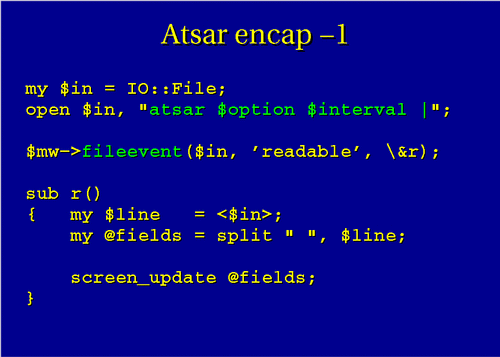 Atsar encap –1
my $in = IO::File;
open $in, "atsar $option $interval |";
$mw–>fileevent($in, ’readable’, \&r);
sub r()
{   my $line   = <$in>;
    my @fields = split " ", $line;
    screen_update @fields;
}